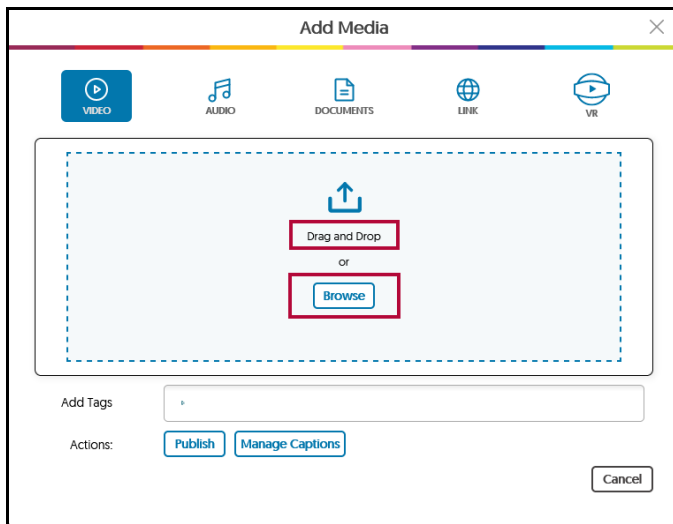 Add Media
VIDEO AUDIO DOCUMENTS LINK VR
Drag and Drop
or
Browse
Add Tags
Actions: Publish Manage Captions
Cancel